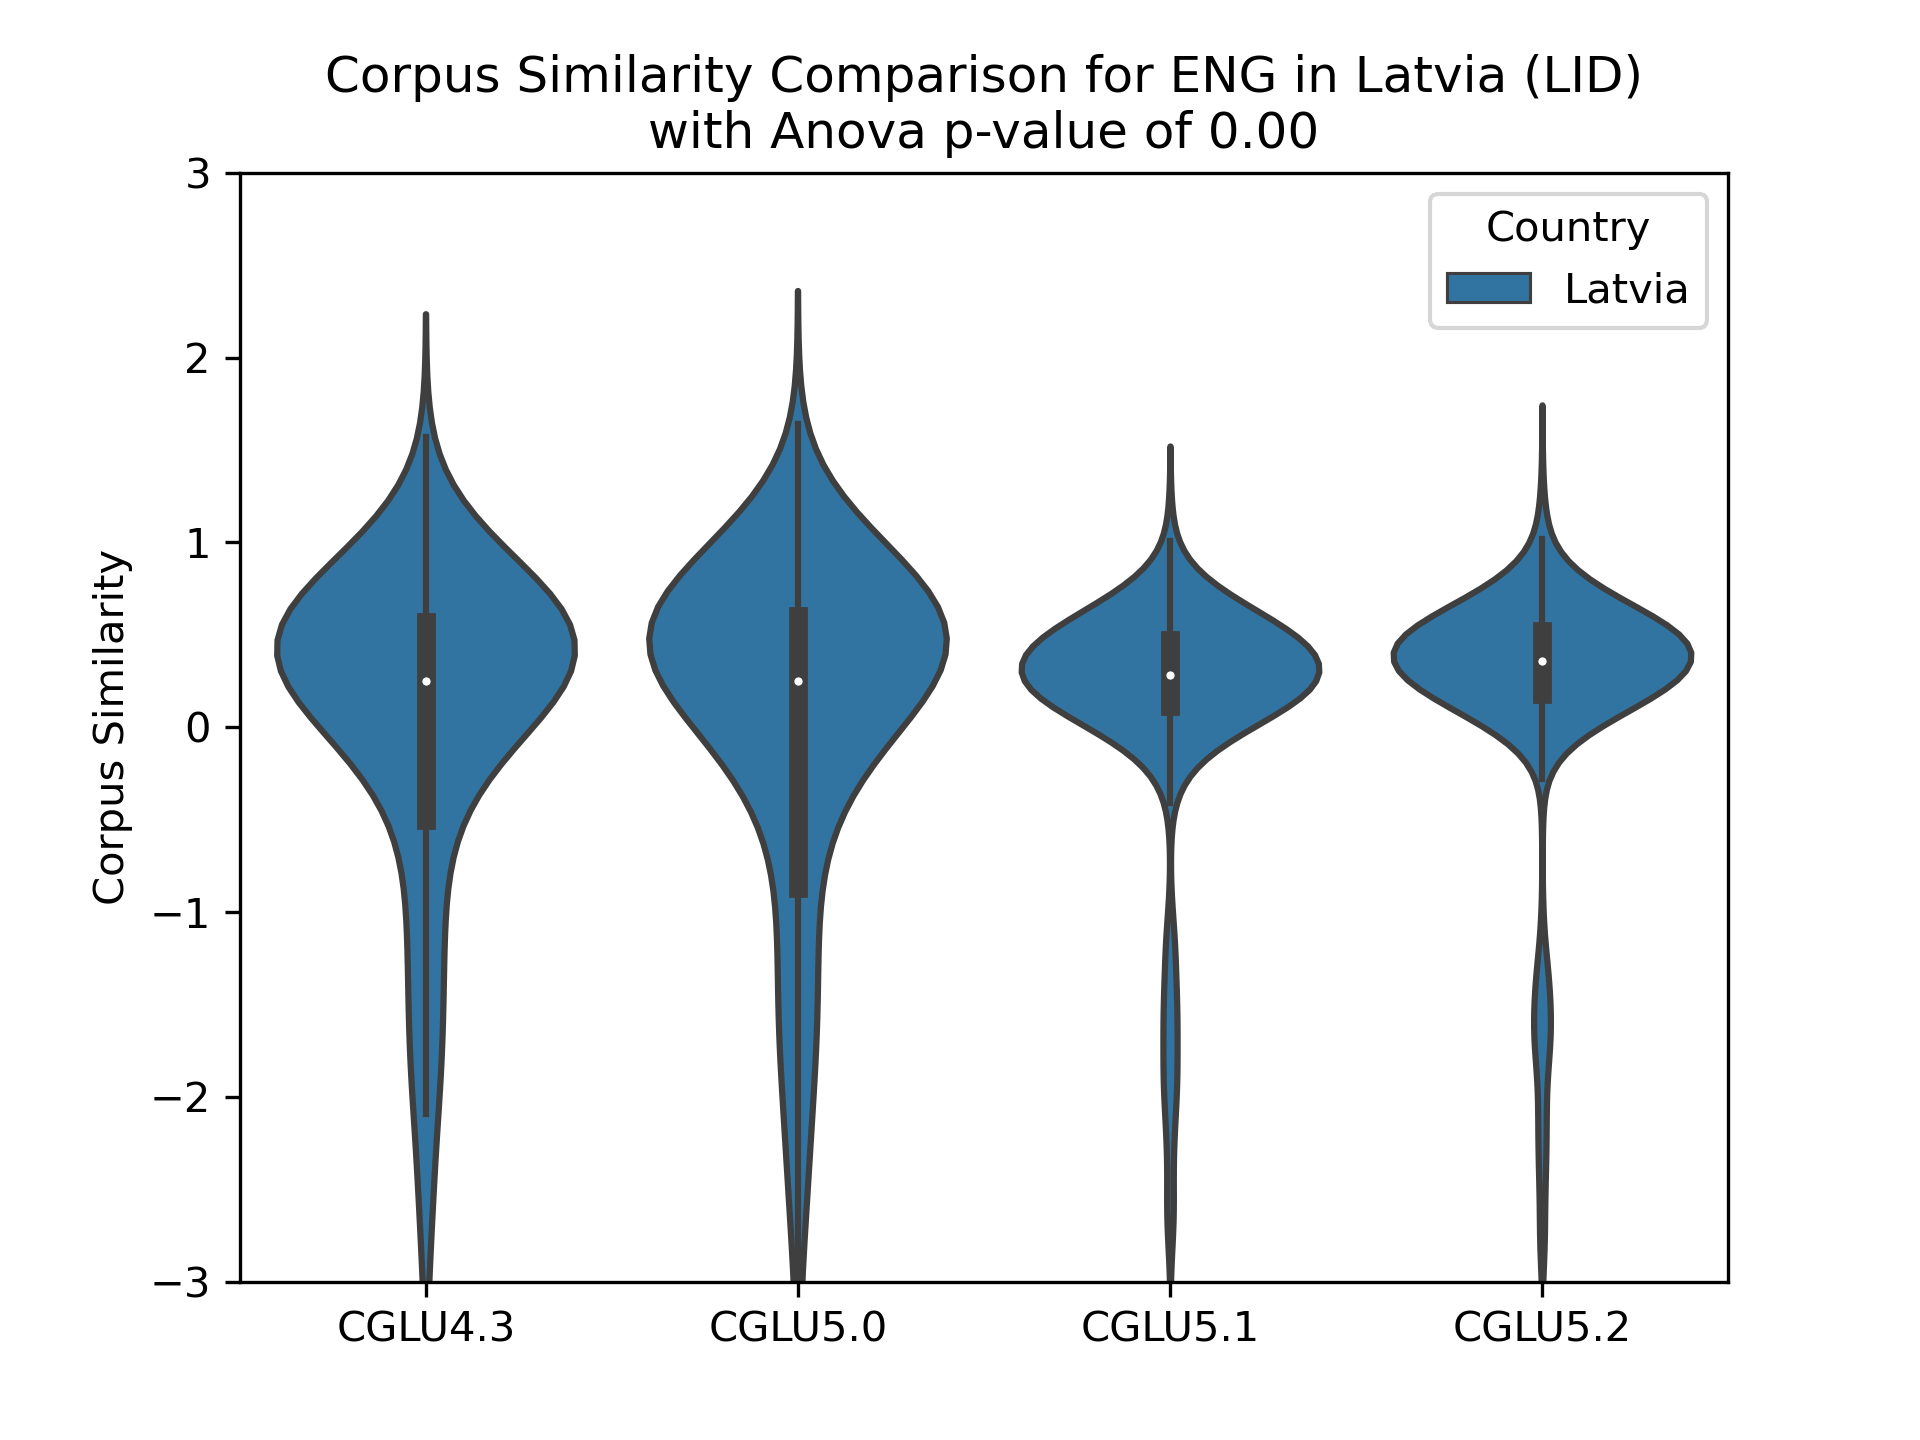 Corpus Similarity Comparison for ENG in Latvia (LID)
with Anova p-value of 0.00
Country
Latvia
Corpus Similarity
3
2
1
0
−1
−2
−3
CGLU4.3
CGLU5.0
CGLU5.1
CGLU5.2